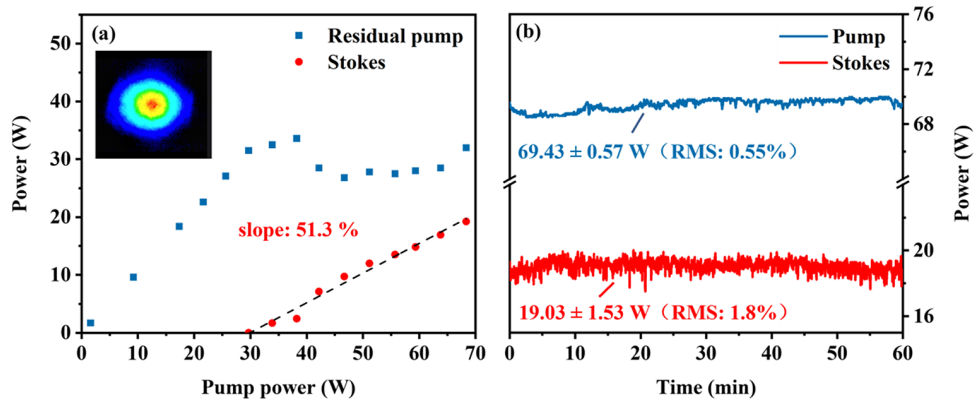 (a)
Residual pump
Stokes
slope: 51.3 %
50
40
30
20
10
0
0
10
20
30
40
50
60
70
Power (W)
Pump power (W)
(b)
Pump
Stokes
69.43 ± 0.57 W（RMS: 0.55%）
19.03 ± 1.53 W（RMS: 1.8%）
76
72
68
20
16
0
10
20
30
40
50
60
Power (W)
Time (min)